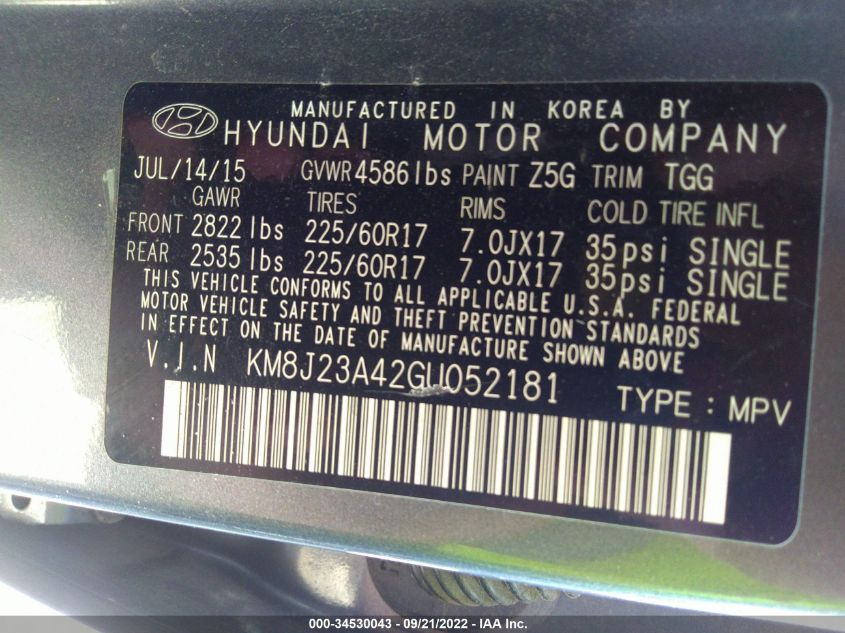 MANUFACTURED IN KOREA BY
HYUNDAI MOTOR COMPANY
JUL/14/15 GVWR 4586 lbs PAINT Z5G TRIM TGG
GAWR TIRES RIMS COLD TIRE INFL
FRONT 2822 lbs 225/60R17 7.0JX17 35psi SINGLE
REAR 2535 lbs 225/60R17 7.0JX17 35psi SINGLE
THIS VEHICLE CONFORMS TO ALL APPLICABLE U.S.A. FEDERAL
MOTOR VEHICLE SAFETY AND THEFT PREVENTION STANDARDS
IN EFFECT ON THE DATE OF MANUFACTURE SHOWN ABOVE
V.I.N KM8J23A42GU052181 TYPE : MPV
000-34530043 - 09/21/2022 - Copyright IAA, Inc.